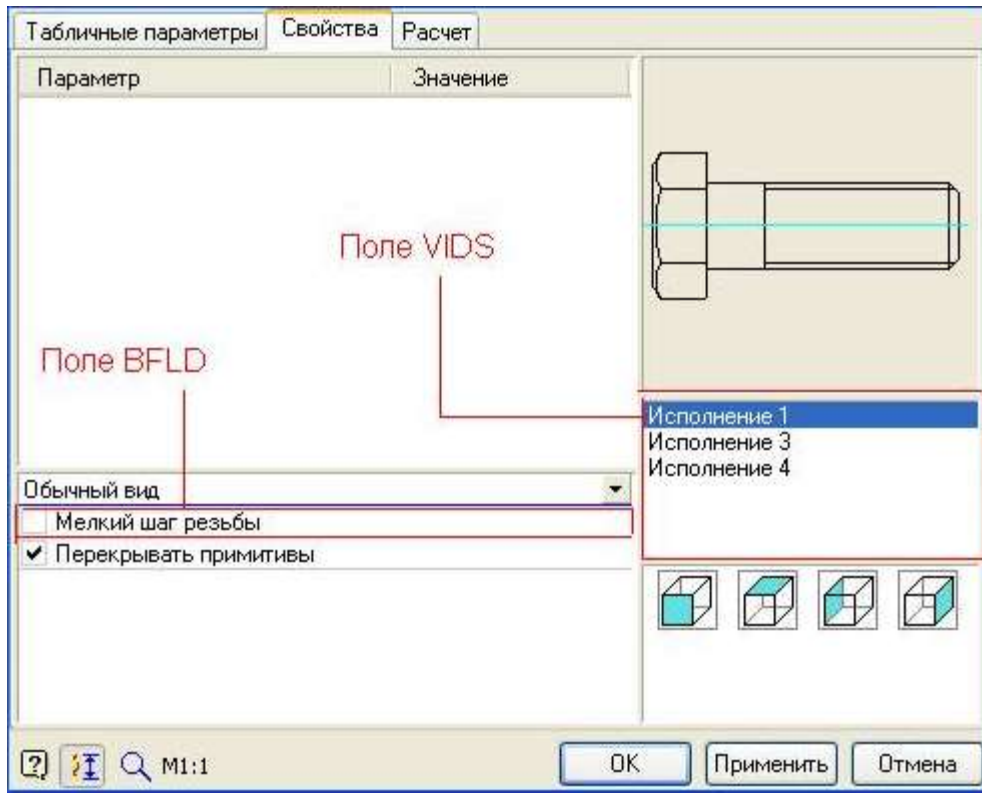 Табличные параметры Свойства Расчет
Параметр Значение
Поле VIDS
Поле BFLD
Исполнение 1
Исполнение 3
Исполнение 4
Обычный вид
Мелкий шаг резьбы
Перекрывать примитивы
M1:1
OK Применить Отмена